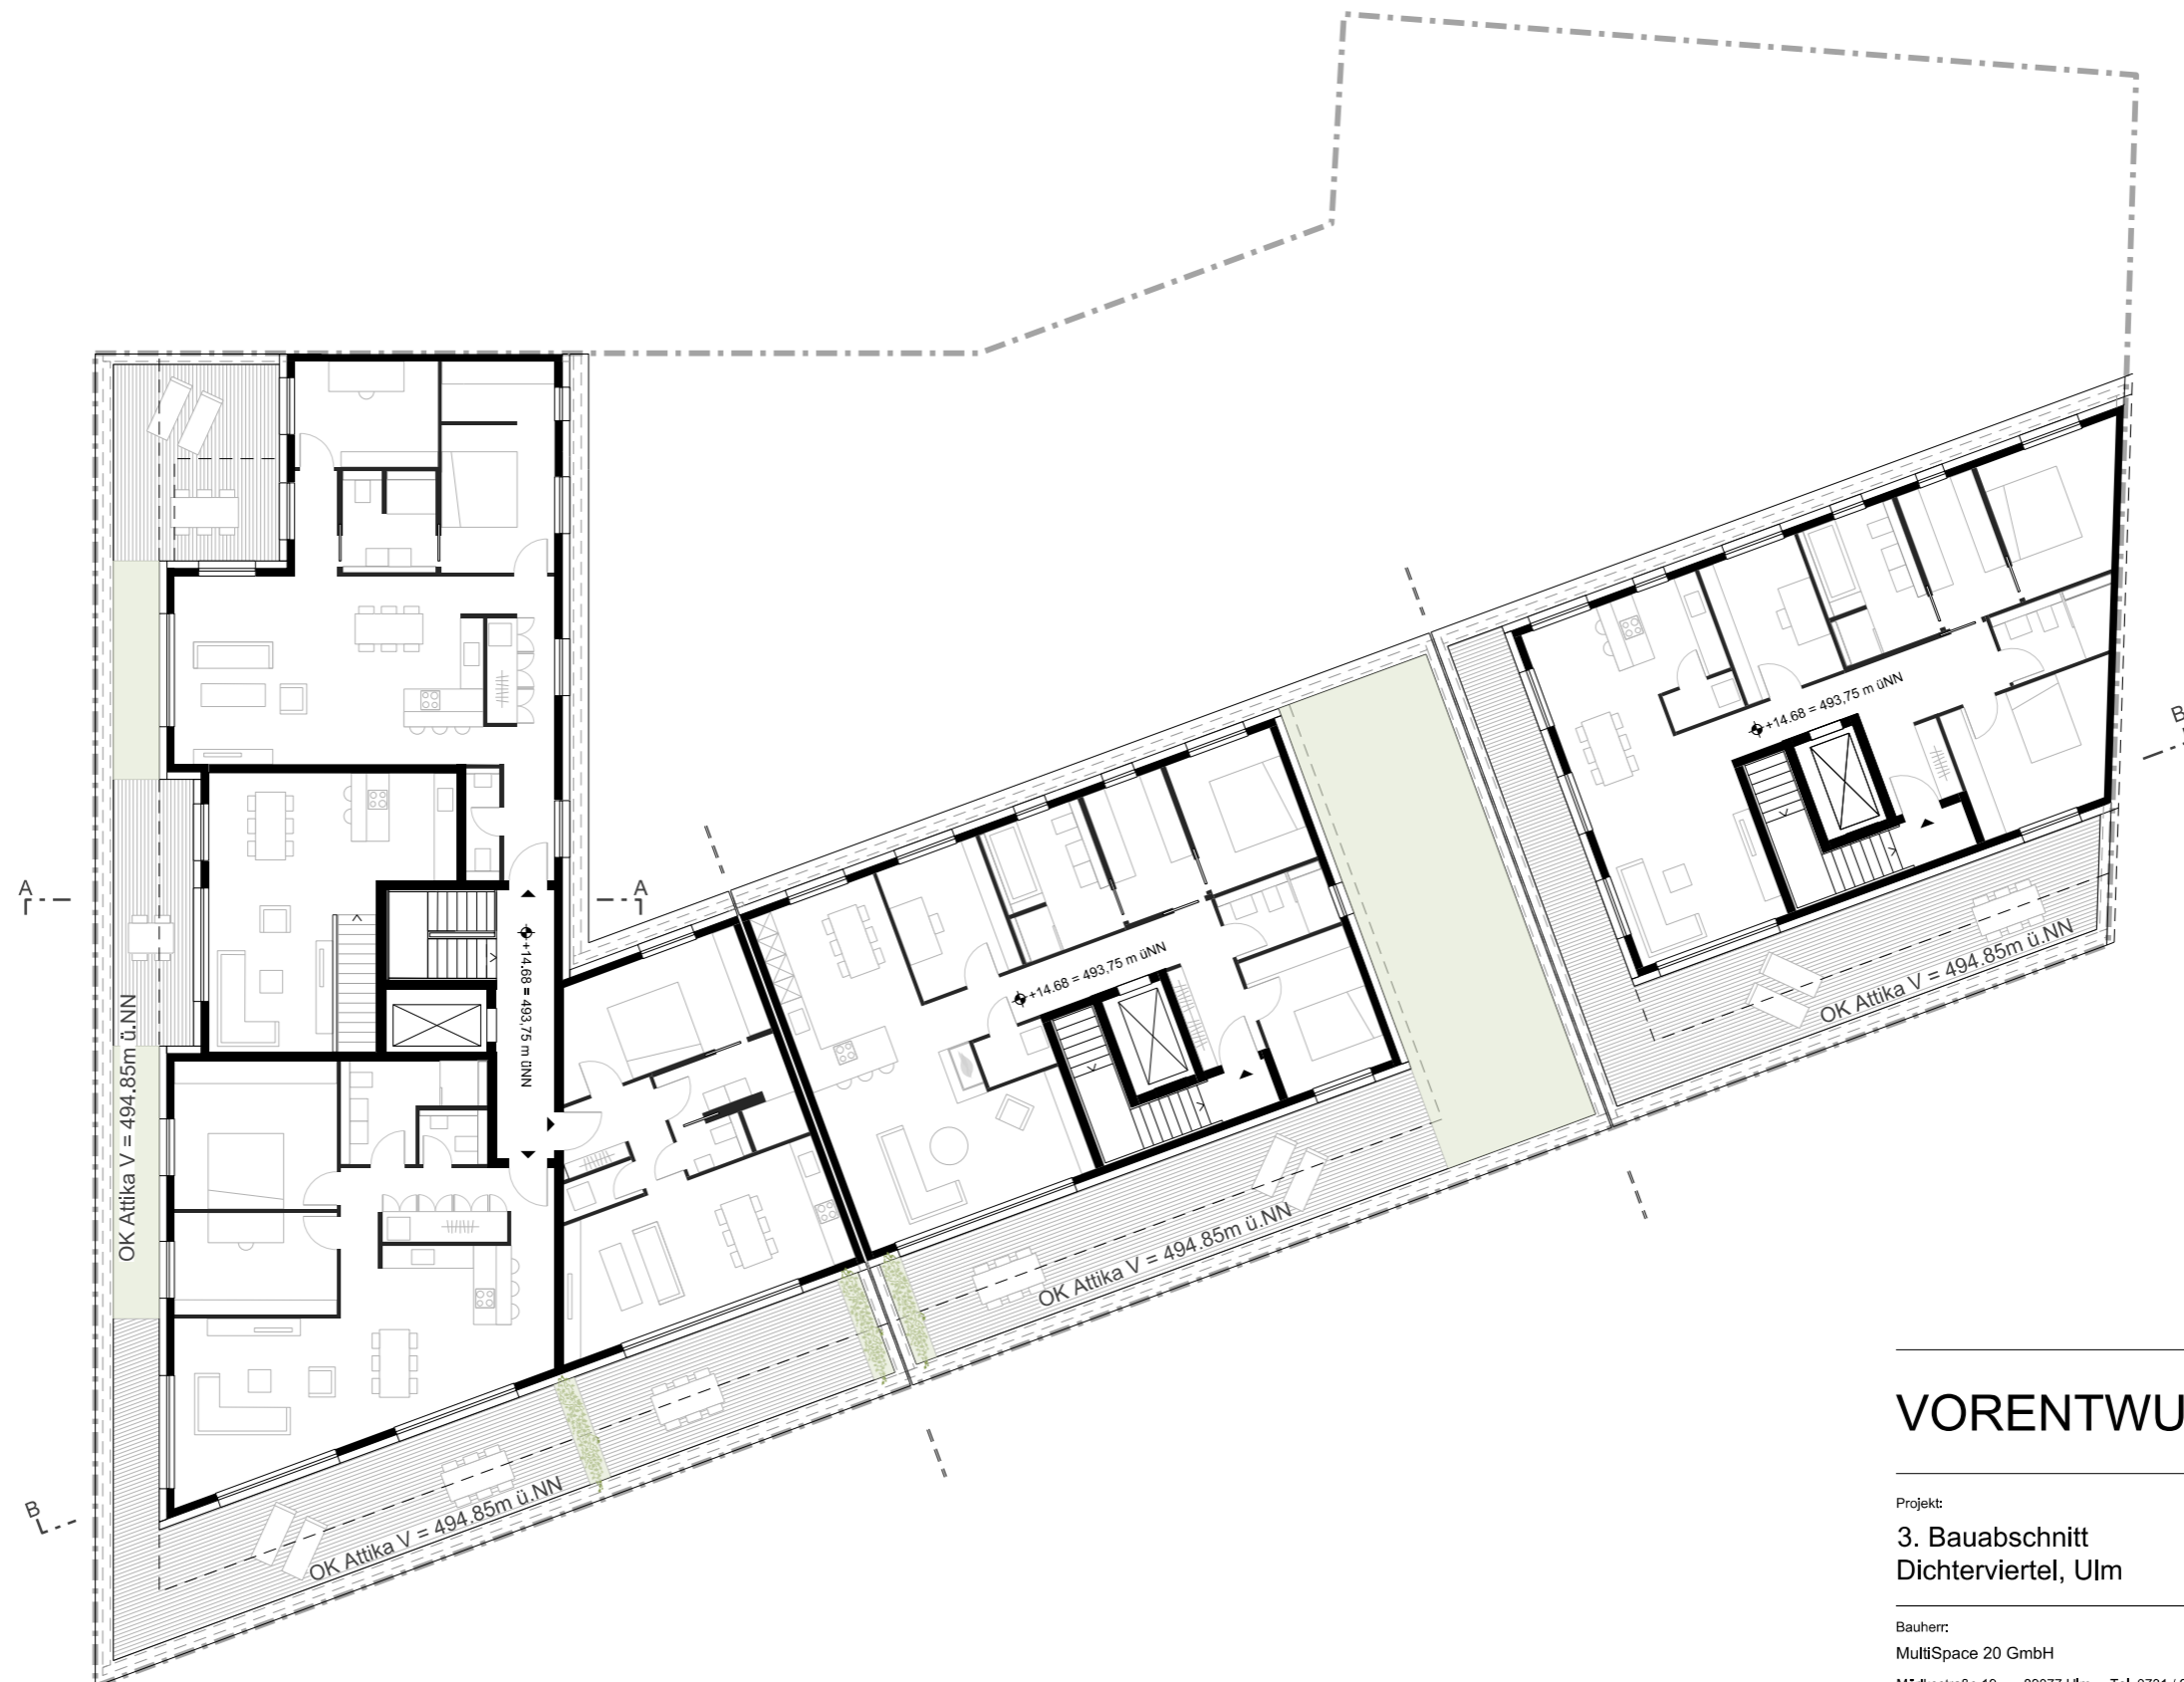 +14.68 = 493,75 m üNN
B
A
A
+14.68 = 493,75 m üNN
+14.68 = 493,75 m üNN
OK Attika V = 494.85m ü.NN
OK Attika V = 494.85m ü.NN
OK Attika V = 494.85m ü.NN
OK Attika V = 494.85m ü.NN
B
VORENTWU
Projekt:
3. Bauabschnitt
Dichterviertel, Ulm
Bauherr:
MultiSpace 20 GmbH